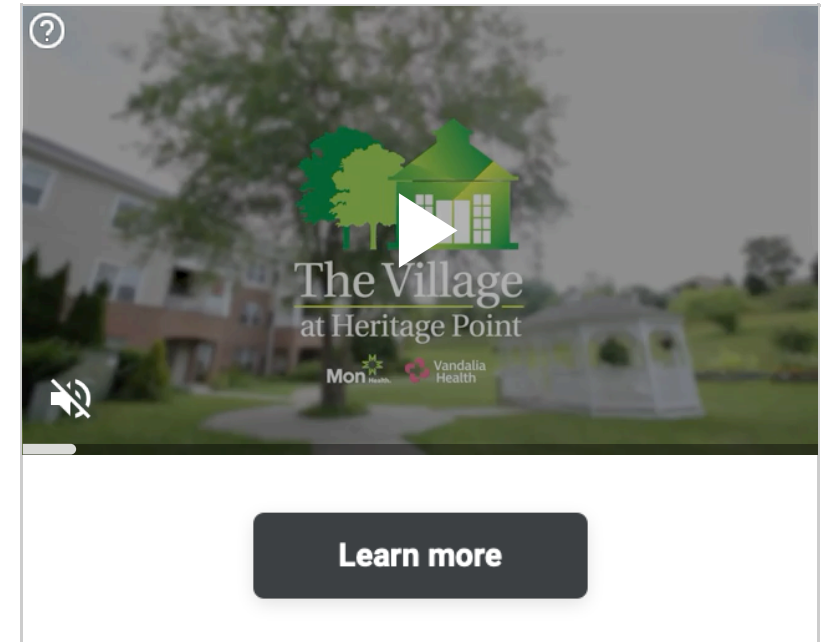 ?
The Village
at Heritage Point
Mon Health
Vandalia
Health
Learn more